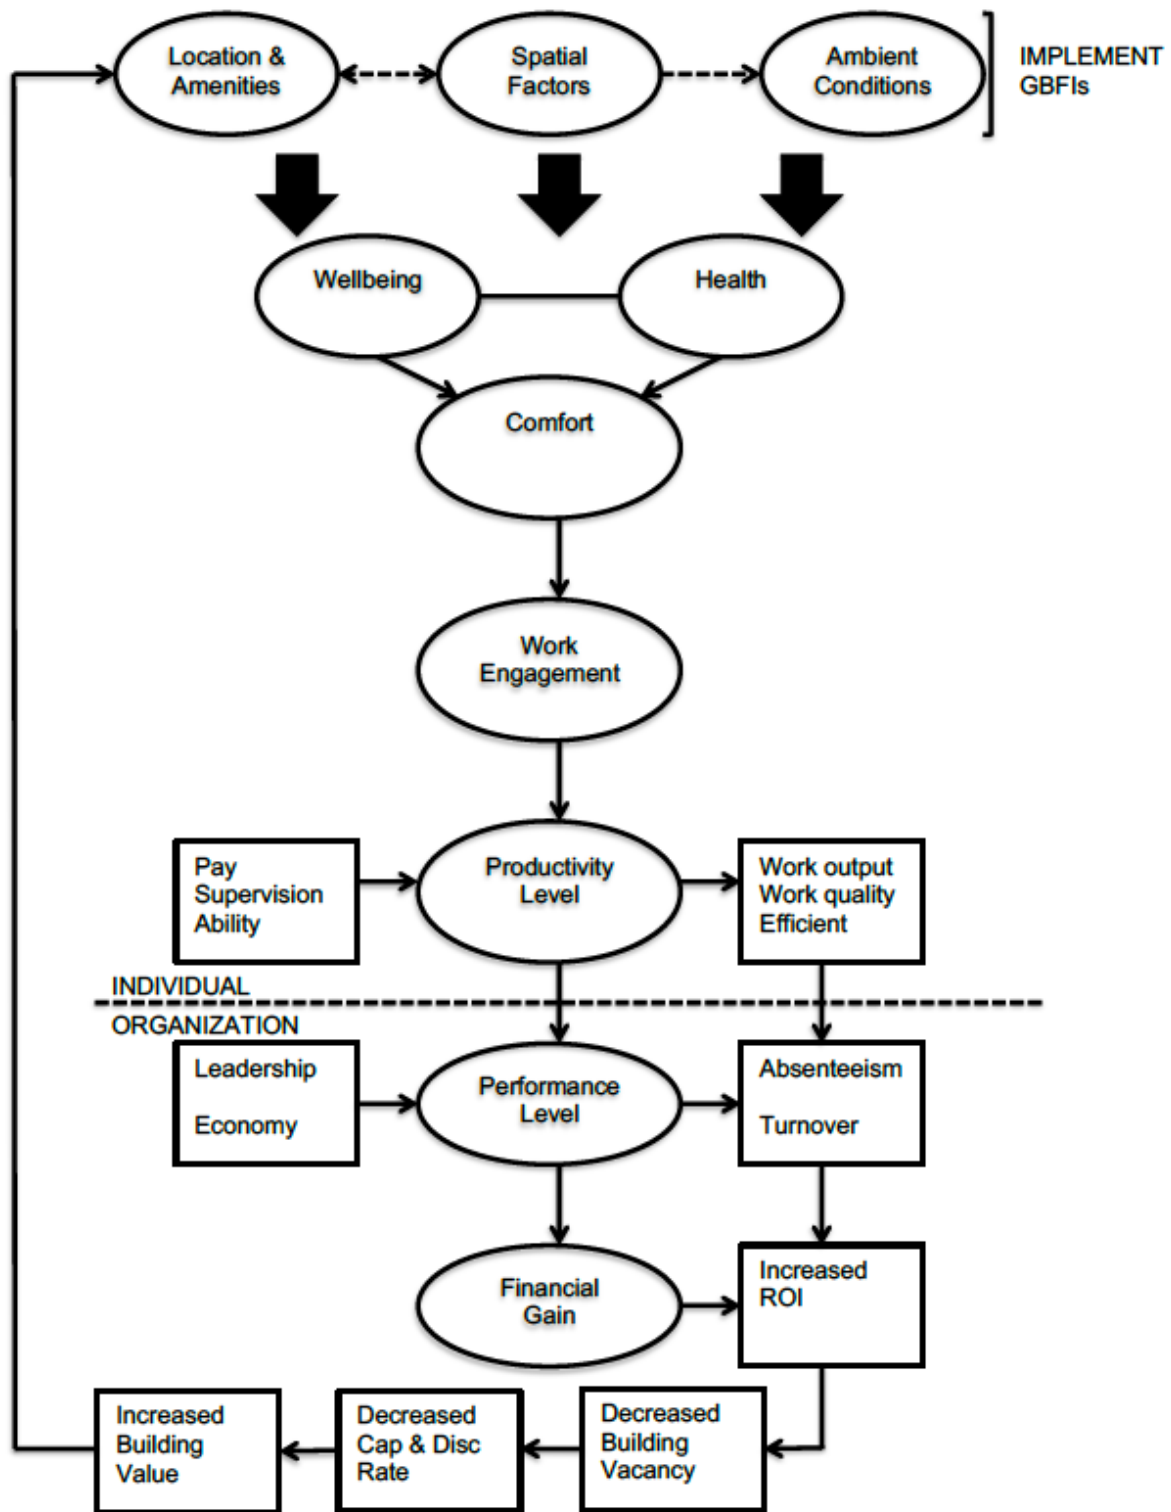 Location &
Amenities
Spatial
Factors
Ambient
Conditions
IMPLEMENT
GBFIs
Wellbeing
Health
Comfort
Work
Engagement
Pay
Supervision
Ability
Productivity
Level
Work output
Work quality
Efficient
INDIVIDUAL
ORGANIZATION
Leadership
Economy
Performance
Level
Absenteeism
Turnover
Financial
Gain
Increased
ROI
Increased
Building
Value
Decreased
Cap & Disc
Rate
Decreased
Building
Vacancy